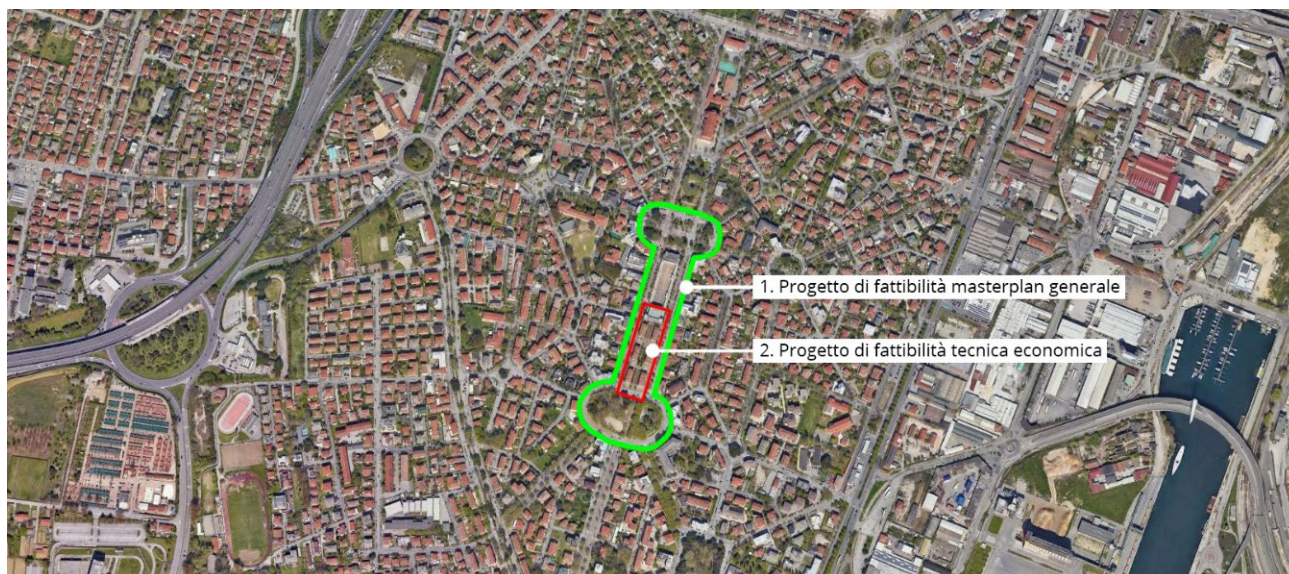 1. Progetto di fattibilità masterplan generale
2. Progetto di fattibilità tecnica economica